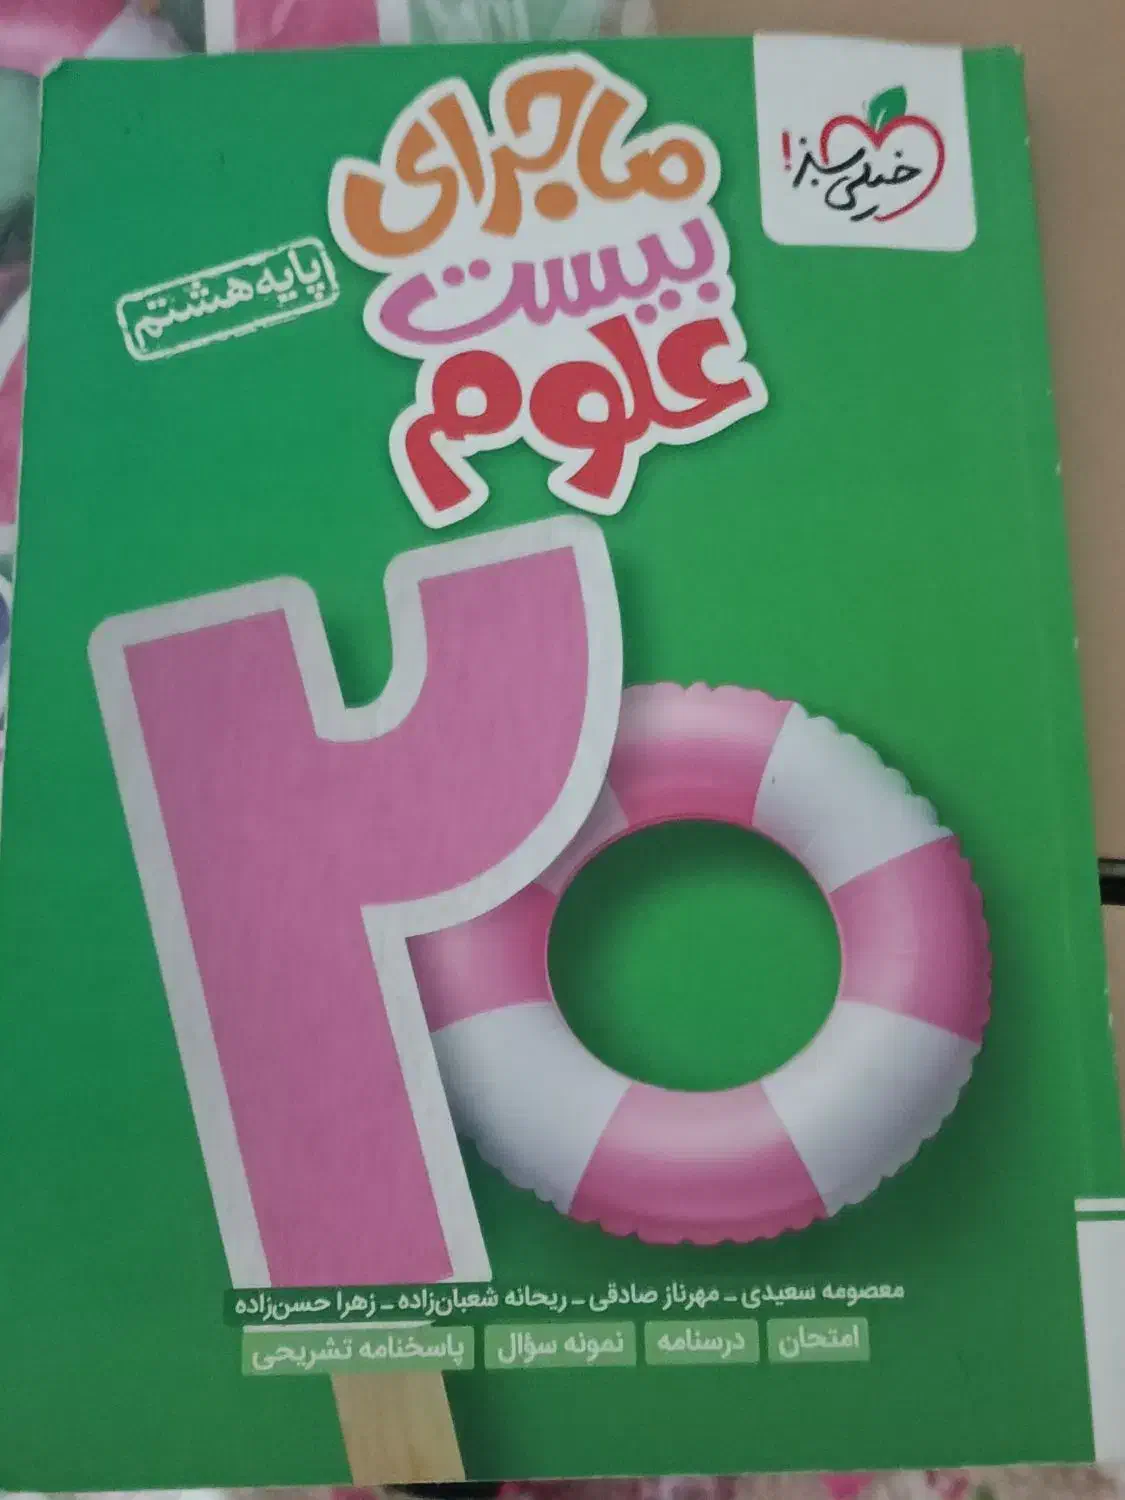 خیلی سبز!
ماجرای
بیست
علوم
پایه هشتم
۲۰
معصومه سعیدی - مهرناز صادقی - ریحانه شعبان‌زاده - زهرا حسن‌زاده
امتحان درسنامه نمونه سؤال پاسخنامه تشریحی